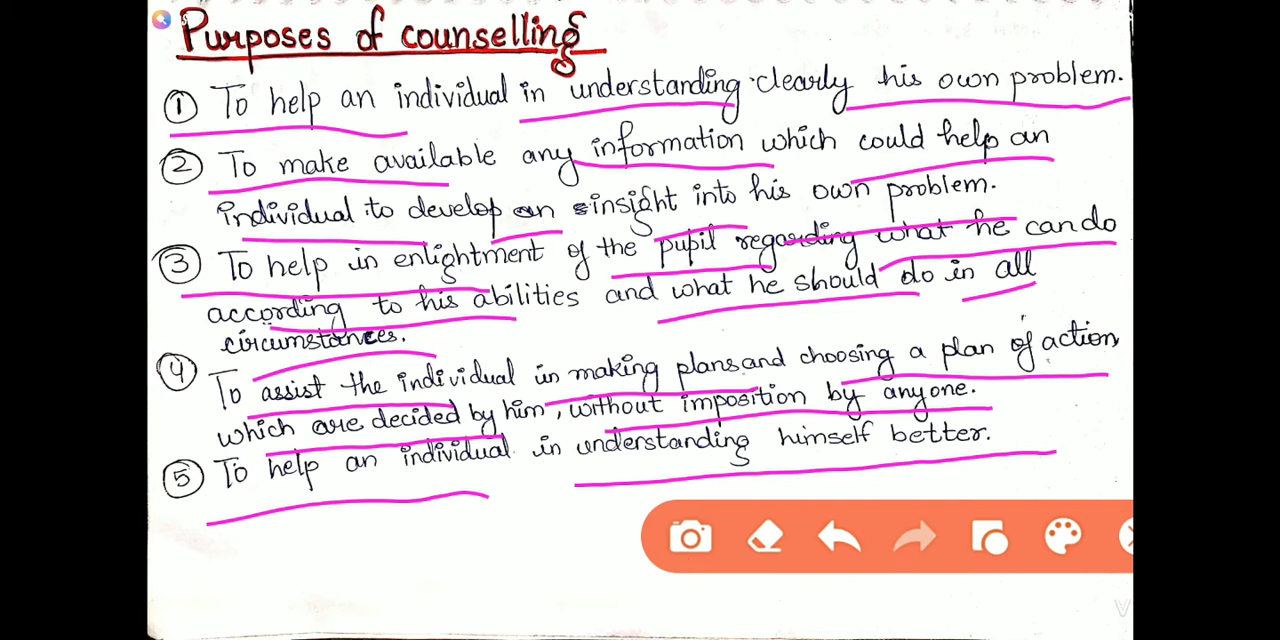 Purposes of counselling
① To help an individual in understanding clearly his own problem.
② To make available any information which could help an
individual to develop an insight into his own problem.
③ To help in enlightment of the pupil regarding what he can do
according to his abilities and what he should do in all
circumstances.
④ To assist the individual in making plans and choosing a plan of action
which are decided by him, without imposition by anyone.
⑤ To help an individual in understanding himself better.